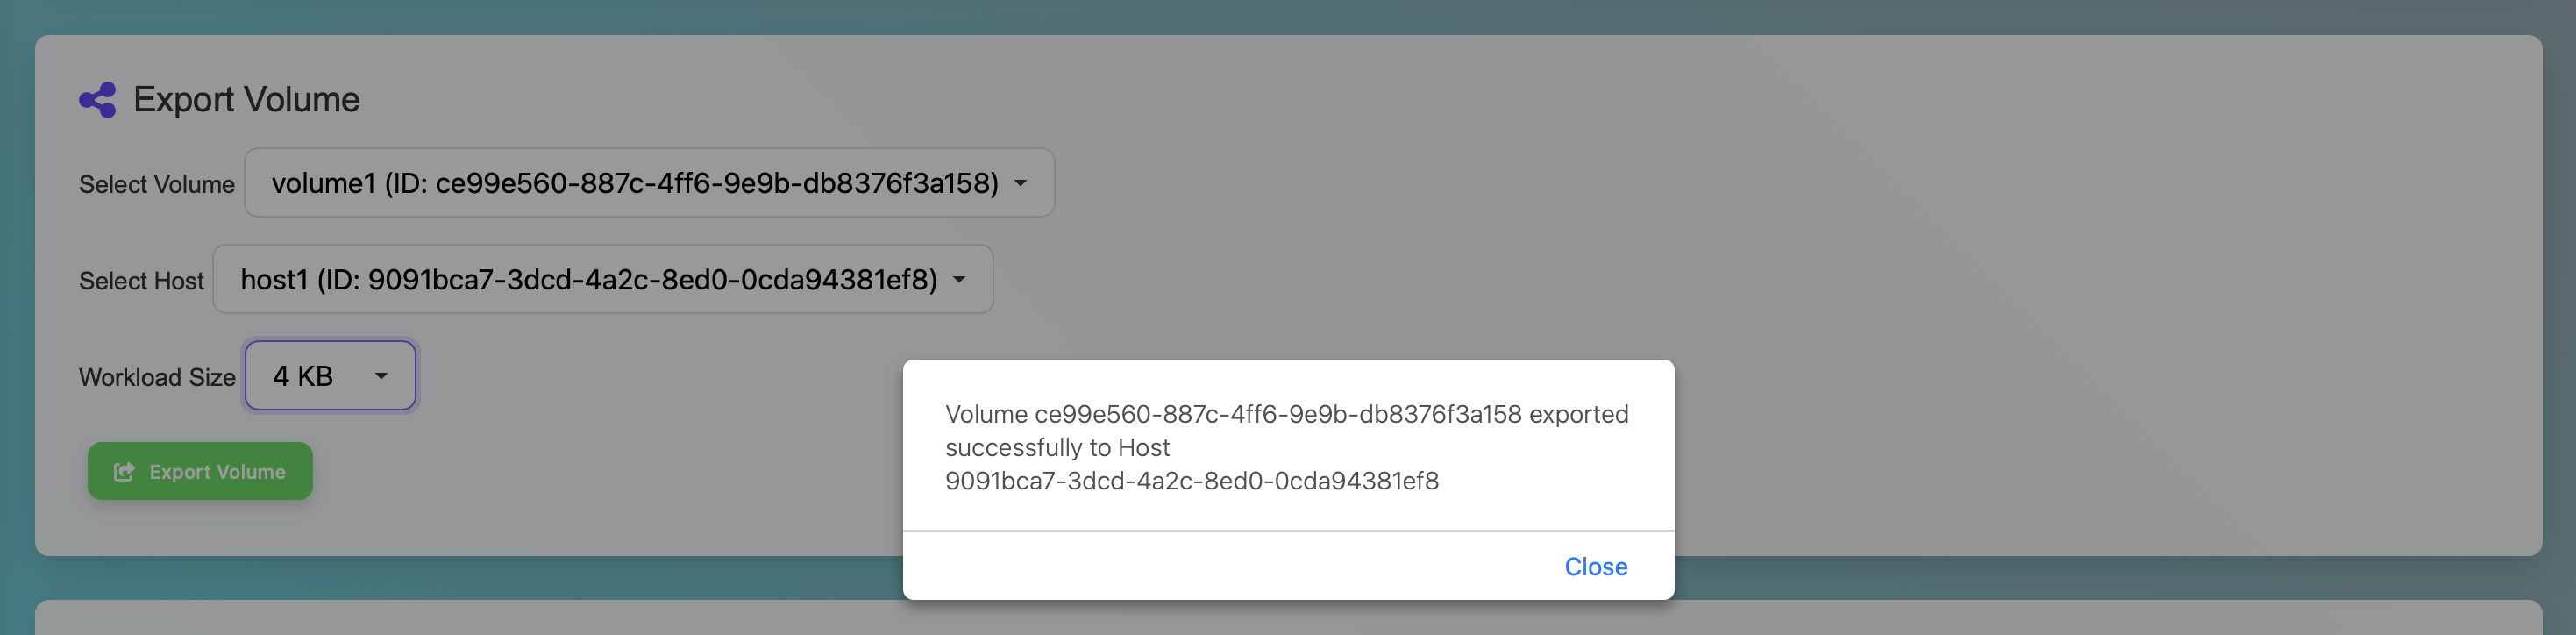 Export Volume
Select Volume volume1 (ID: ce99e560-887c-4ff6-9e9b-db8376f3a158)
Select Host host1 (ID: 9091bca7-3dcd-4a2c-8ed0-0cda94381ef8)
Workload Size 4 KB
Export Volume
Volume ce99e560-887c-4ff6-9e9b-db8376f3a158 exported
successfully to Host
9091bca7-3dcd-4a2c-8ed0-0cda94381ef8
Close